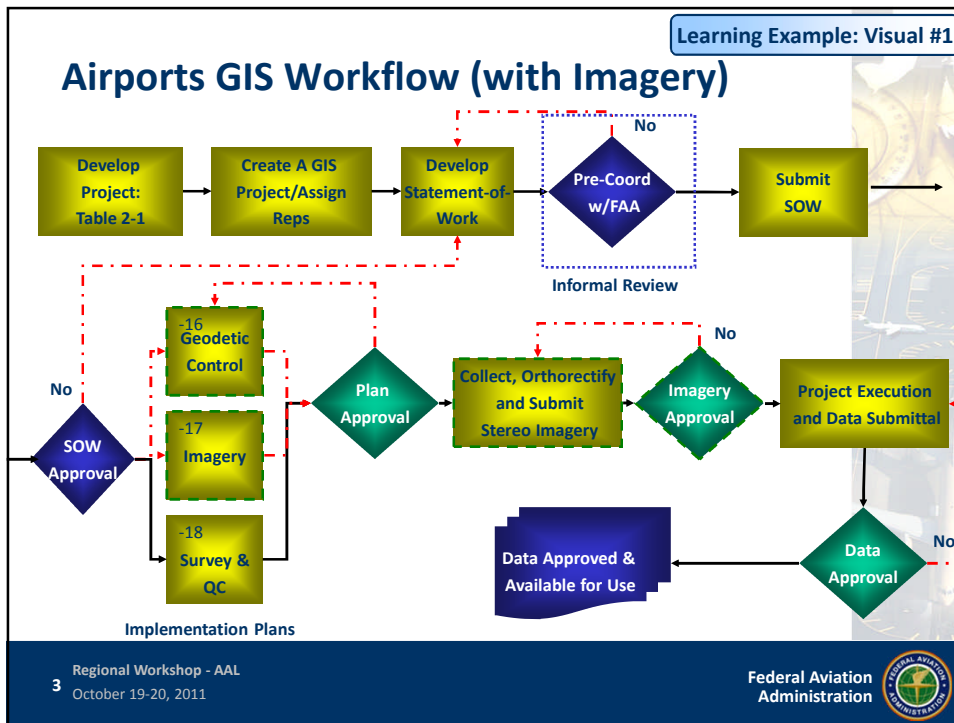 Learning Example: Visual #1
Airports GIS Workflow (with Imagery)
No
Develop
Project:
Table 2-1
Create A GIS
Project/Assign
Reps
Develop
Statement-of-
Work
Pre-Coord
w/FAA
Submit
SOW
Informal Review
-16
Geodetic
Control
No
No
Plan
Approval
Collect, Orthorectify
and Submit
Stereo Imagery
Imagery
Approval
Project Execution
and Data Submittal
SOW
Approval
-17
Imagery
-18
Survey &
QC
Data Approved &
Available for Use
Data
Approval
No
Implementation Plans
3
Regional Workshop - AAL
October 19-20, 2011
Federal Aviation
Administration
FEDERAL AVIATION
ADMINISTRATION